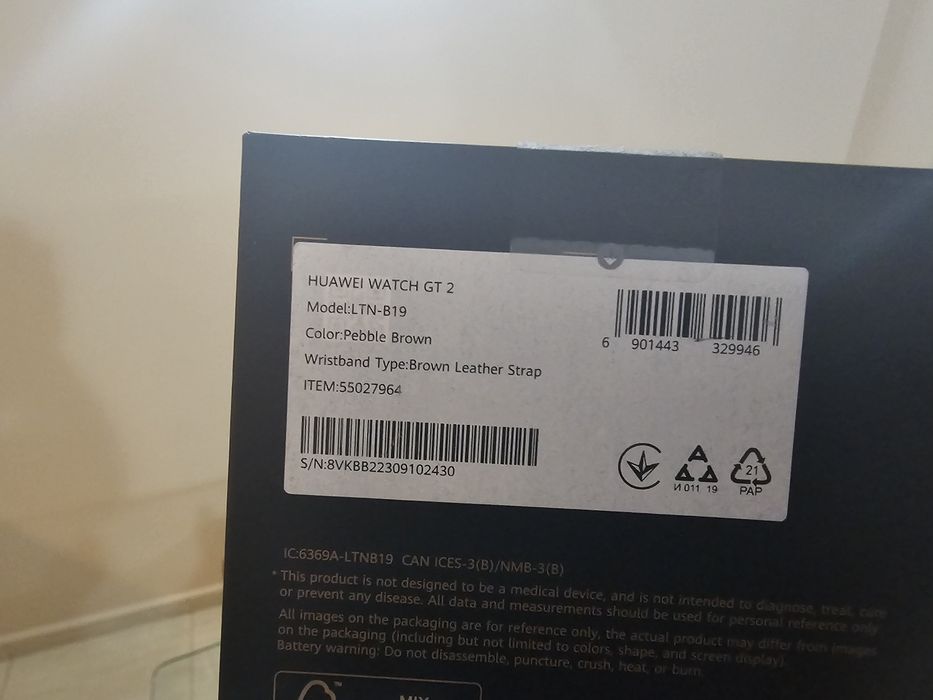 HUAWEI WATCH GT 2
Model:LTN-B19
Color:Pebble Brown
Wristband Type:Brown Leather Strap
ITEM:55027964
6 901443 329946
S/N:8VKBB22309102430
И 011 19
21
PAP
IC:6369A-LTNB19 CAN ICES-3(B)/NMB-3(B)
* This product is not designed to be a medical device, and is not intended to diagnose, treat, cure
or prevent any disease. All data and measurements should be used for personal reference only
All images on the packaging are for reference only, the actual product may differ from images
on the packaging (including but not limited to colors, shape, and screen display).
Battery warning: Do not disassemble, puncture, crush, heat, or burn.
TM
MIX